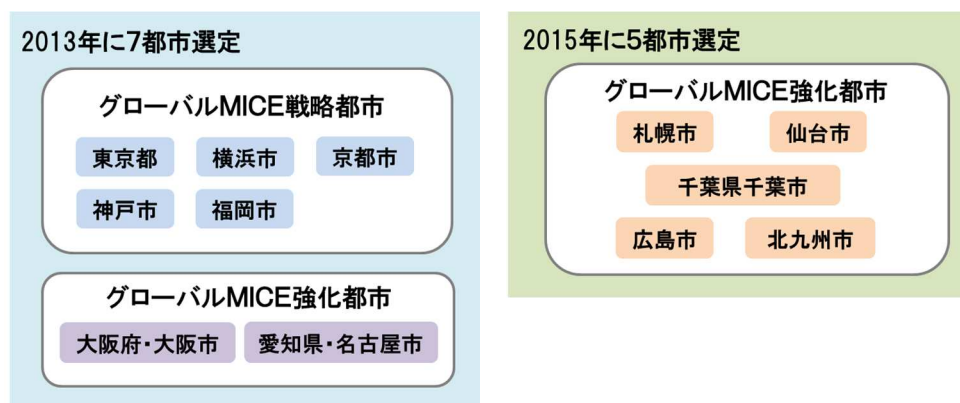 2013年に7都市選定
グローバルMICE戦略都市
東京都 横浜市 京都市
神戸市 福岡市
グローバルMICE強化都市
大阪府・大阪市 愛知県・名古屋市
2015年に5都市選定
グローバルMICE強化都市
札幌市 仙台市
千葉県千葉市
広島市 北九州市